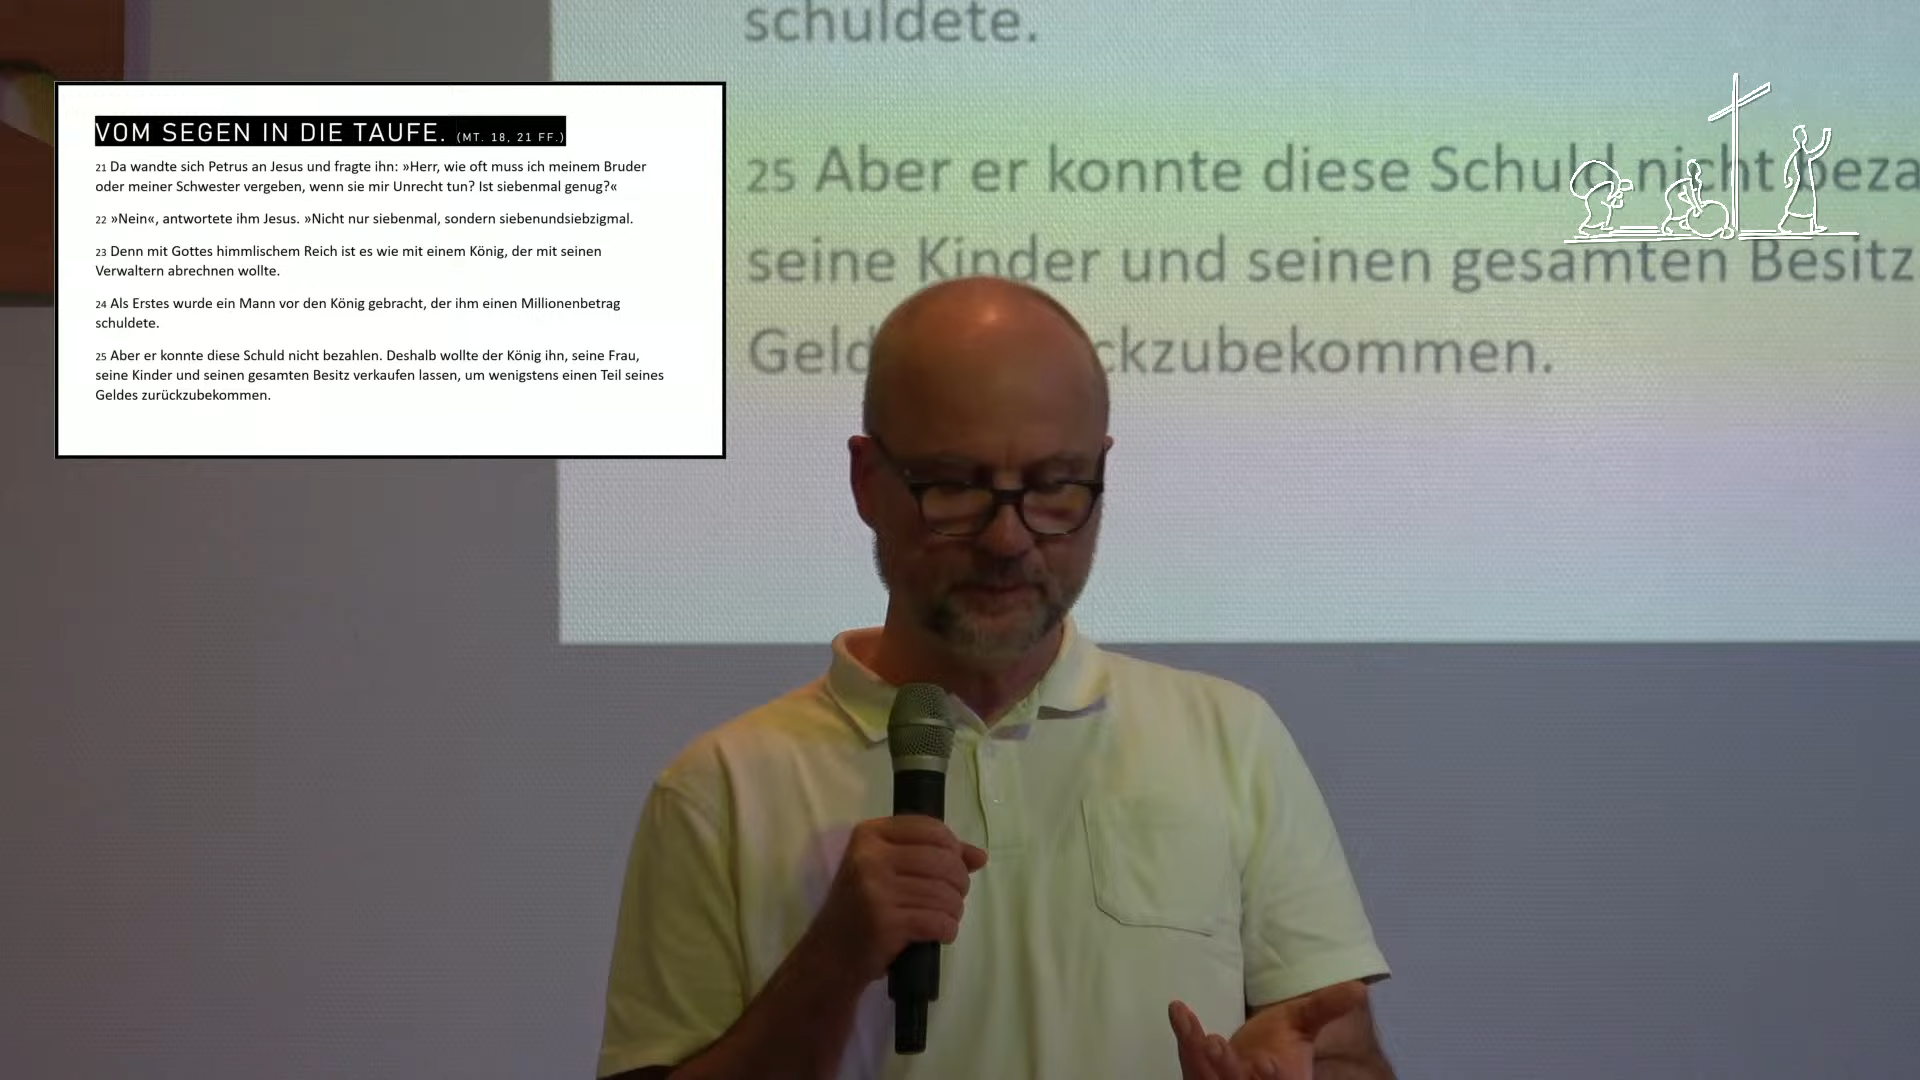 VOM SEGEN IN DIE TAUFE. (MT. 18, 21 FF.)
21 Da wandte sich Petrus an Jesus und fragte ihn: »Herr, wie oft muss ich meinem Bruder
oder meiner Schwester vergeben, wenn sie mir Unrecht tun? Ist siebenmal genug?«
22 »Nein«, antwortete ihm Jesus. »Nicht nur siebenmal, sondern siebenundsiebzigmal.
23 Denn mit Gottes himmlischem Reich ist es wie mit einem König, der mit seinen
Verwaltern abrechnen wollte.
24 Als Erstes wurde ein Mann vor den König gebracht, der ihm einen Millionenbetrag
schuldete.
25 Aber er konnte diese Schuld nicht bezahlen. Deshalb wollte der König ihn, seine Frau,
seine Kinder und seinen gesamten Besitz verkaufen lassen, um wenigstens einen Teil seines
Geldes zurückzubekommen.
schuldete.
25 Aber er konnte diese Schuld nicht beza
seine Kinder und seinen gesamten Besitz
Geld ckzubekommen.